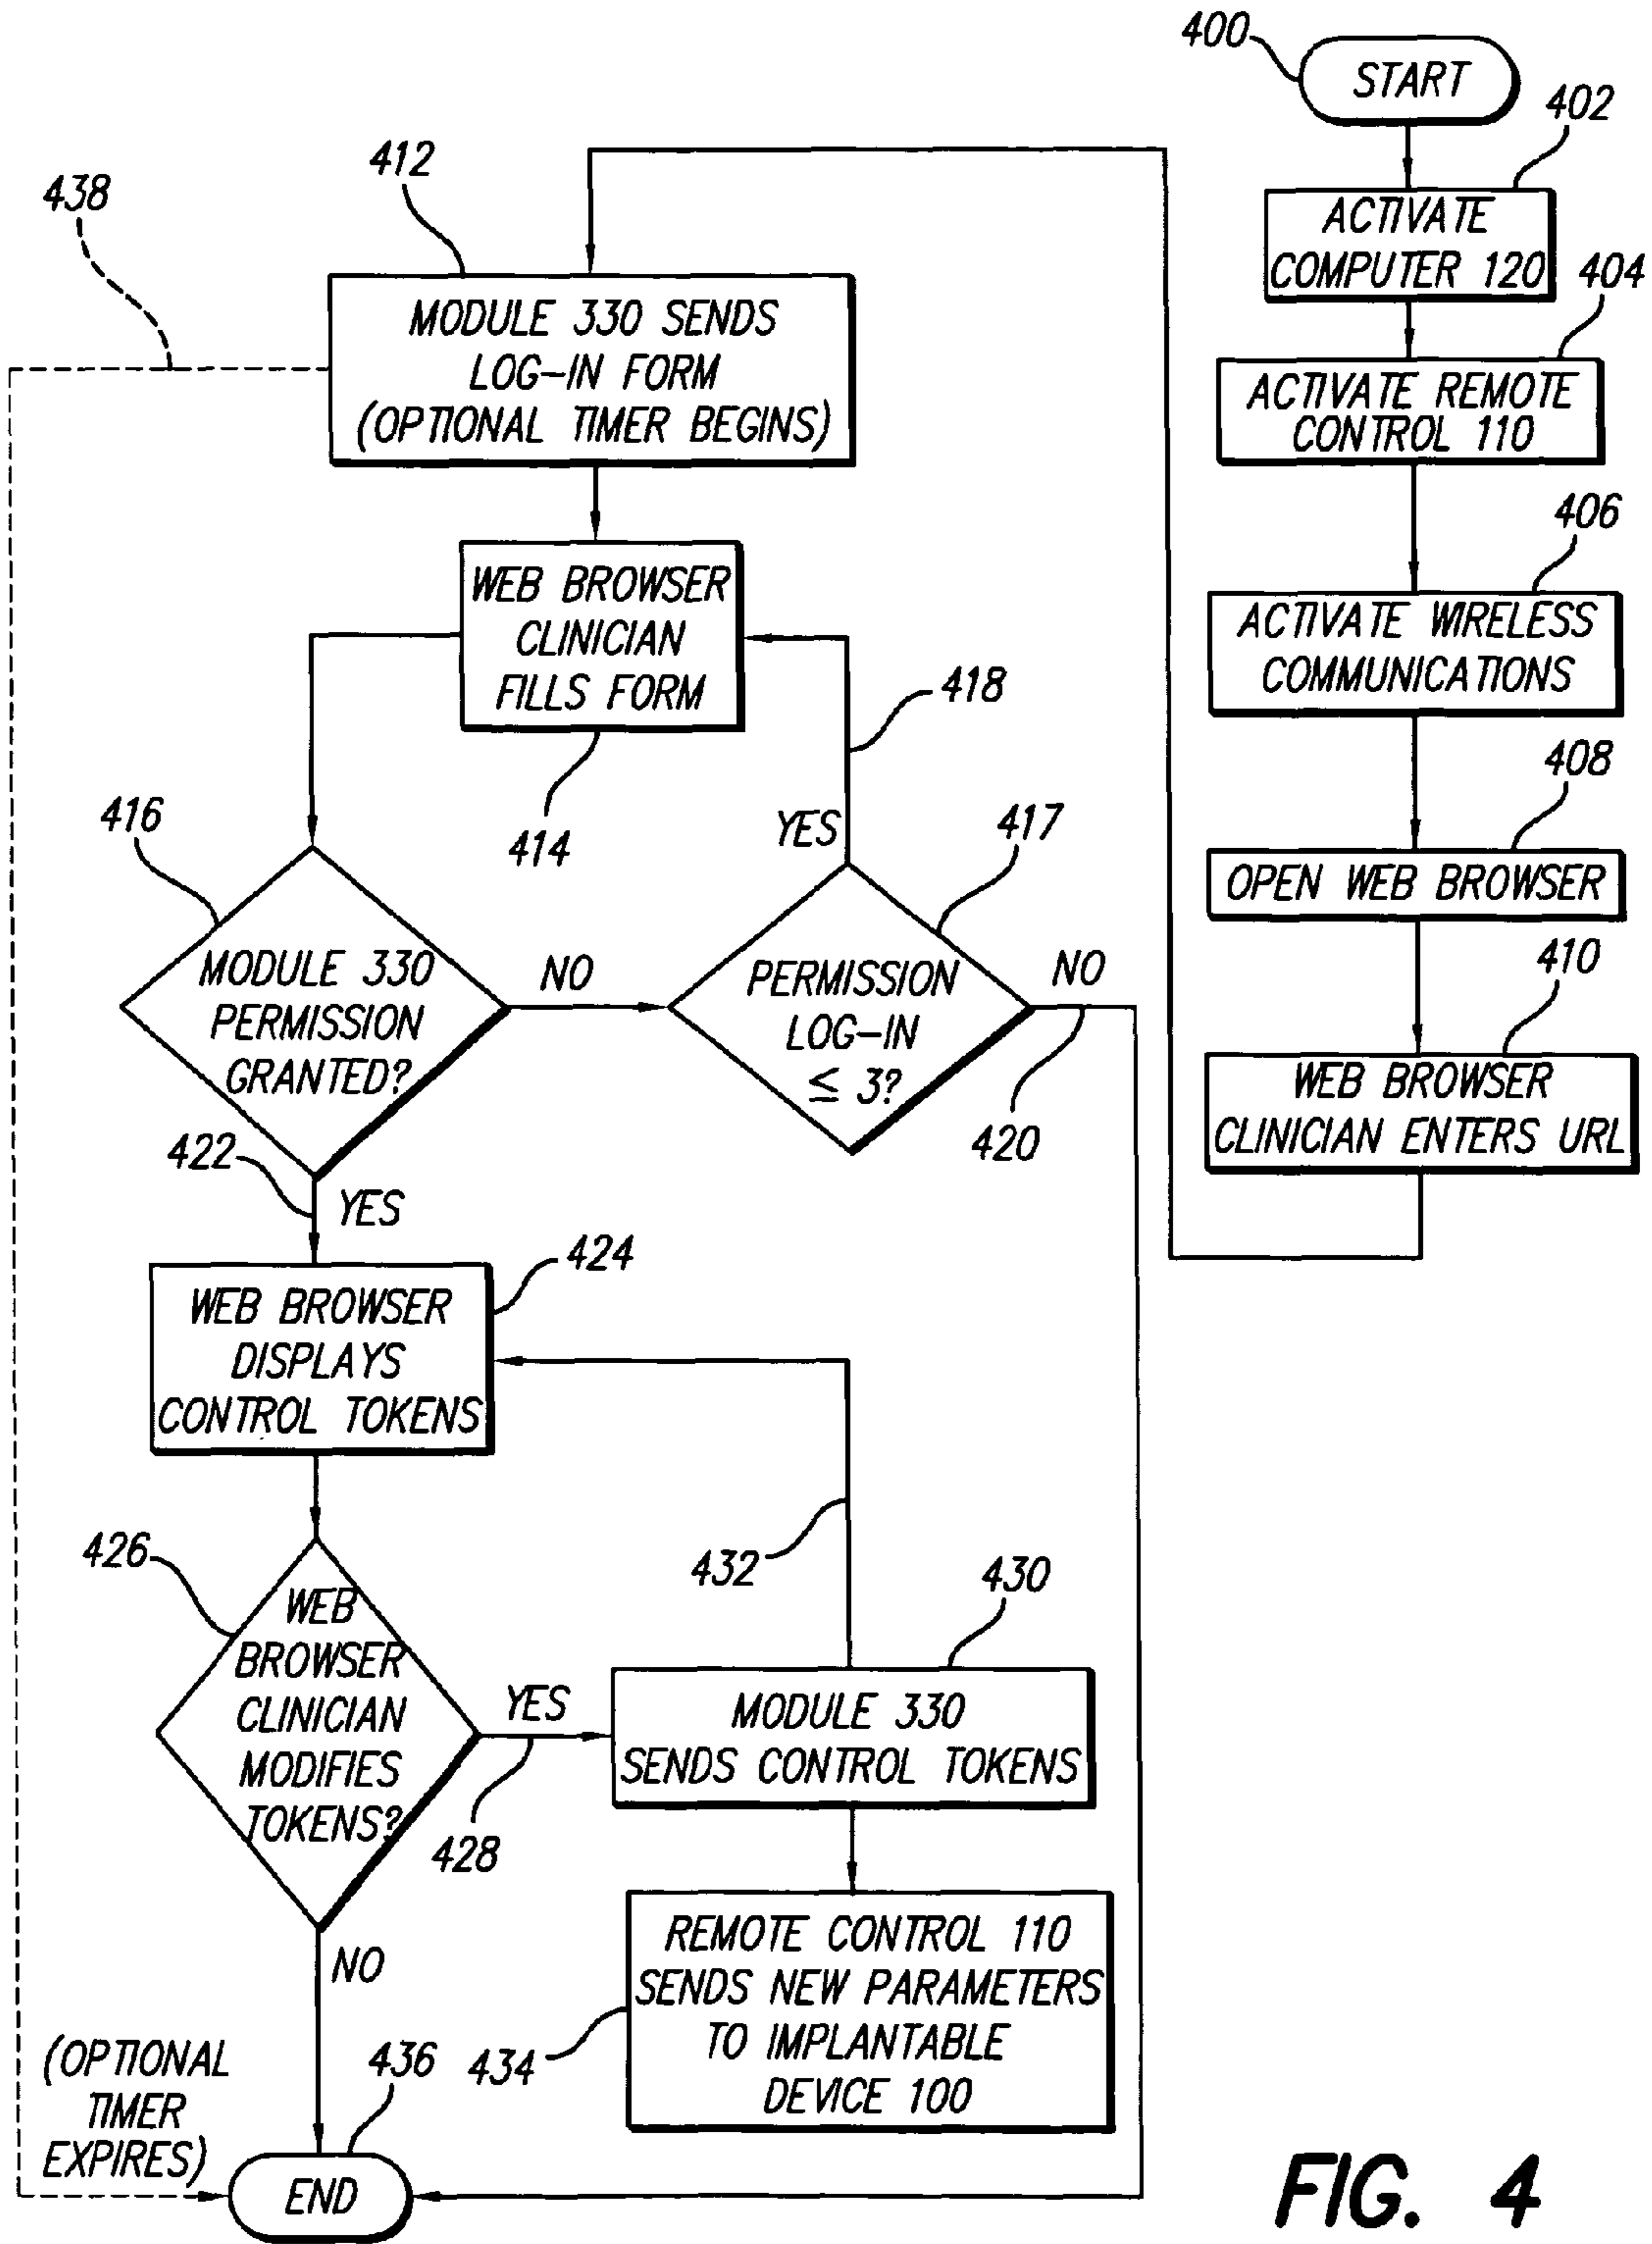 400
START
402
ACTIVATE
COMPUTER 120
404
ACTIVATE REMOTE
CONTROL 110
406
ACTIVATE WIRELESS
COMMUNICATIONS
408
OPEN WEB BROWSER
410
WEB BROWSER
CLINICIAN ENTERS URL
412
438
MODULE 330 SENDS
LOG-IN FORM
(OPTIONAL TIMER BEGINS)
WEB BROWSER
CLINICIAN
FILLS FORM
414
418
YES
416
MODULE 330
PERMISSION
GRANTED?
NO
417
PERMISSION
LOG-IN
≤ 3?
NO
420
422
YES
424
WEB BROWSER
DISPLAYS
CONTROL TOKENS
426
WEB
BROWSER
CLINICIAN
MODIFIES
TOKENS?
YES
428
432
430
MODULE 330
SENDS CONTROL TOKENS
REMOTE CONTROL 110
SENDS NEW PARAMETERS
TO IMPLANTABLE
DEVICE 100
434
NO
(OPTIONAL
TIMER
EXPIRES)
436
END
FIG. 4